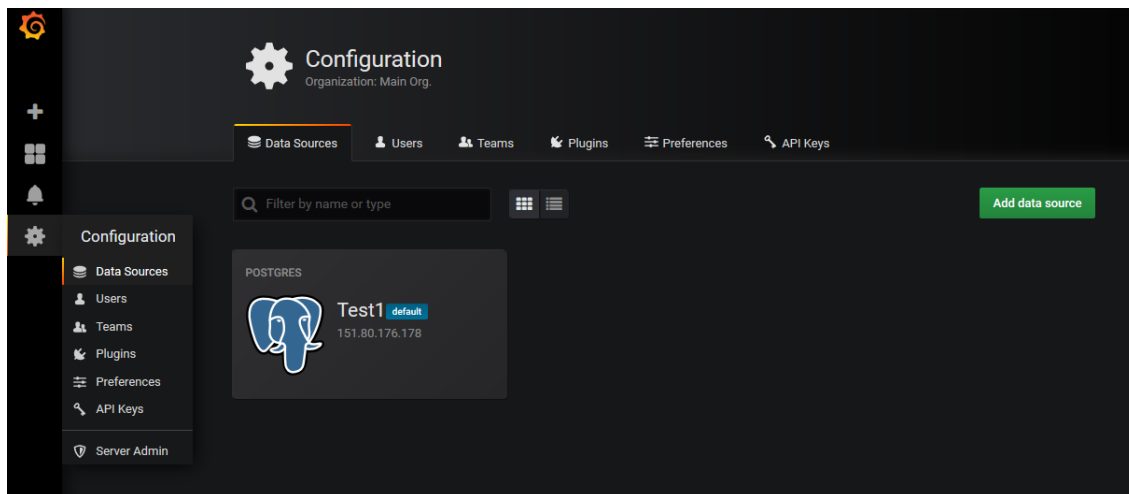 Configuration
Organization: Main Org.
Data Sources
Users
Teams
Plugins
Preferences
API Keys
Filter by name or type
Add data source
Configuration
Data Sources
Users
Teams
Plugins
Preferences
API Keys
Server Admin
POSTGRES
Test1 default
151.80.176.178